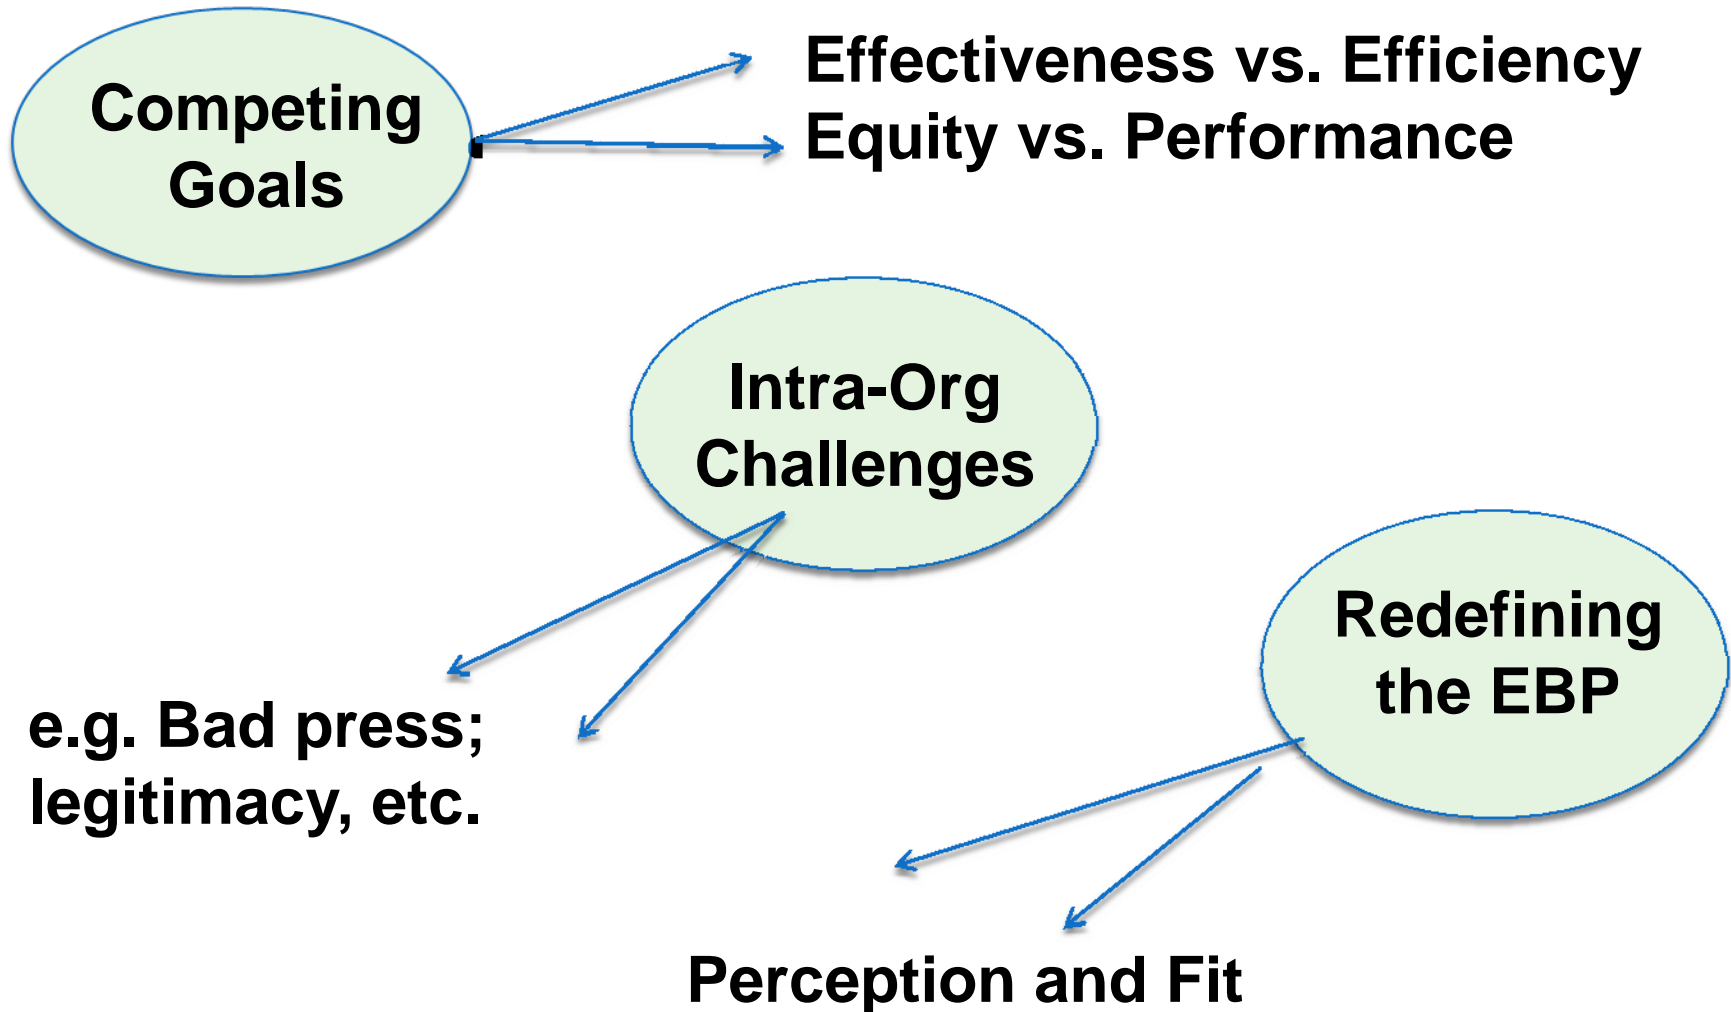 Competing
Goals
Effectiveness vs. Efficiency
Equity vs. Performance
Intra-Org
Challenges
e.g. Bad press;
legitimacy, etc.
Redefining
the EBP
Perception and Fit